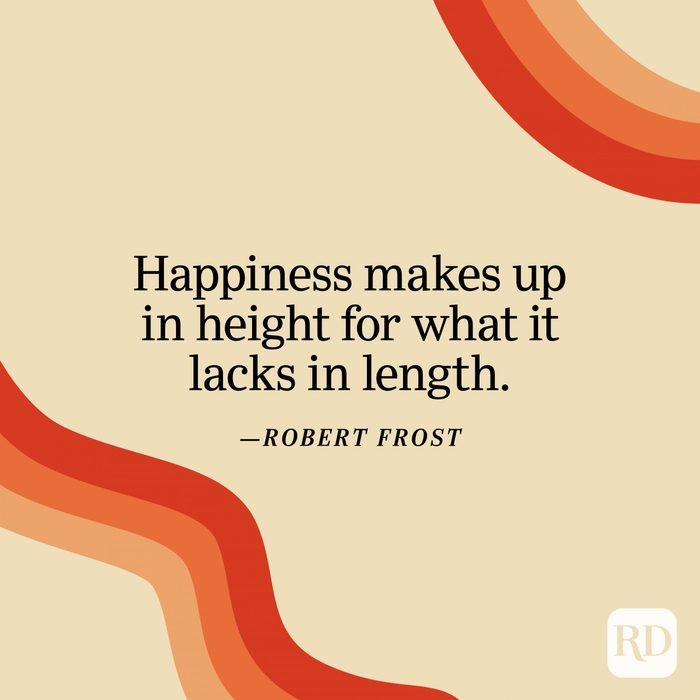 Happiness makes up
in height for what it
lacks in length.
—ROBERT FROST
RD